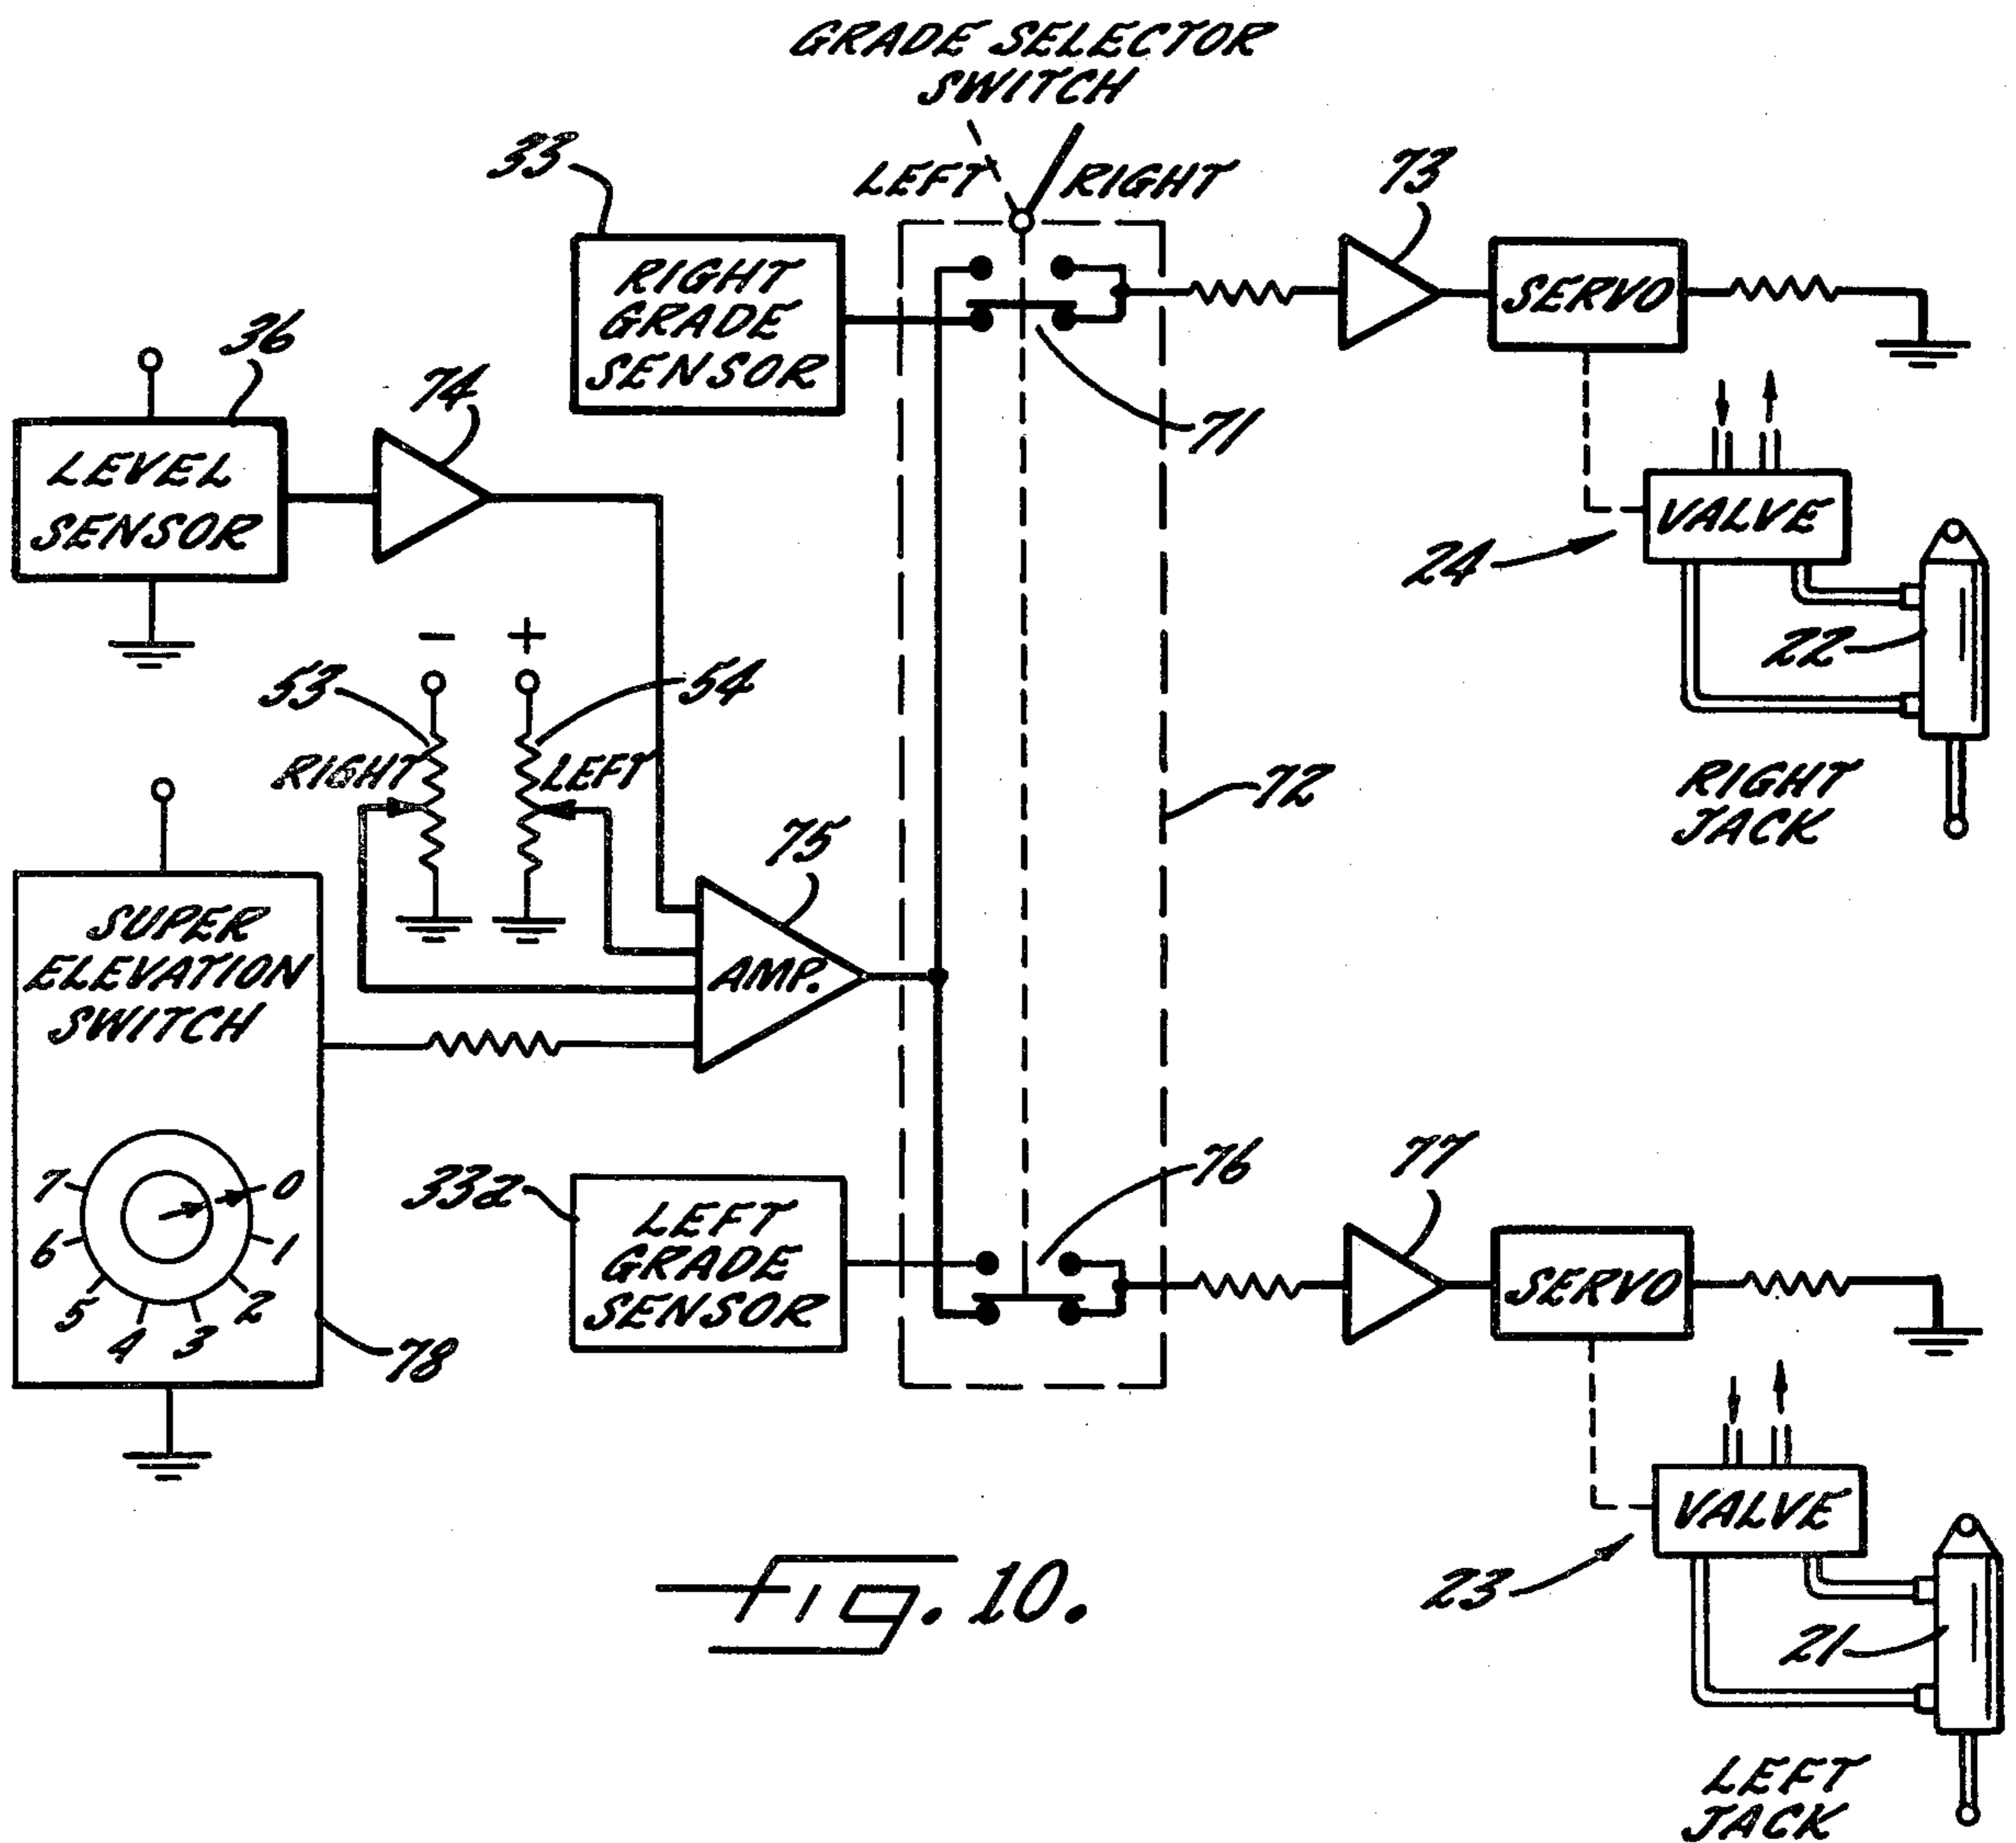 GRADE SELECTOR
SWITCH
LEFT
RIGHT
33
RIGHT
GRADE
SENSOR
73
SERVO
36
LEVEL
SENSOR
74
71
VALVE
24
22
RIGHT
JACK
- +
53
54
RIGHT
LEFT
72
75
AMP.
SUPER
ELEVATION
SWITCH
0
1
2
3
4
5
6
7
78
33a
LEFT
GRADE
SENSOR
76
77
SERVO
VALVE
23
21
LEFT
JACK
Fig. 10.